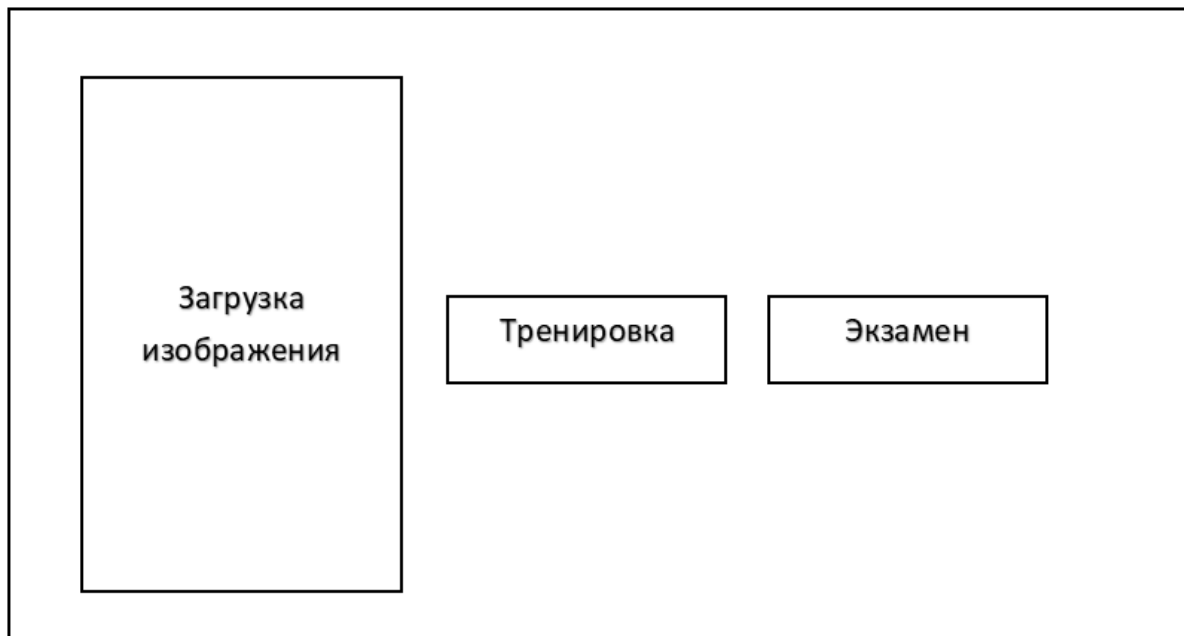 Загрузка
изображения
Тренировка
Экзамен